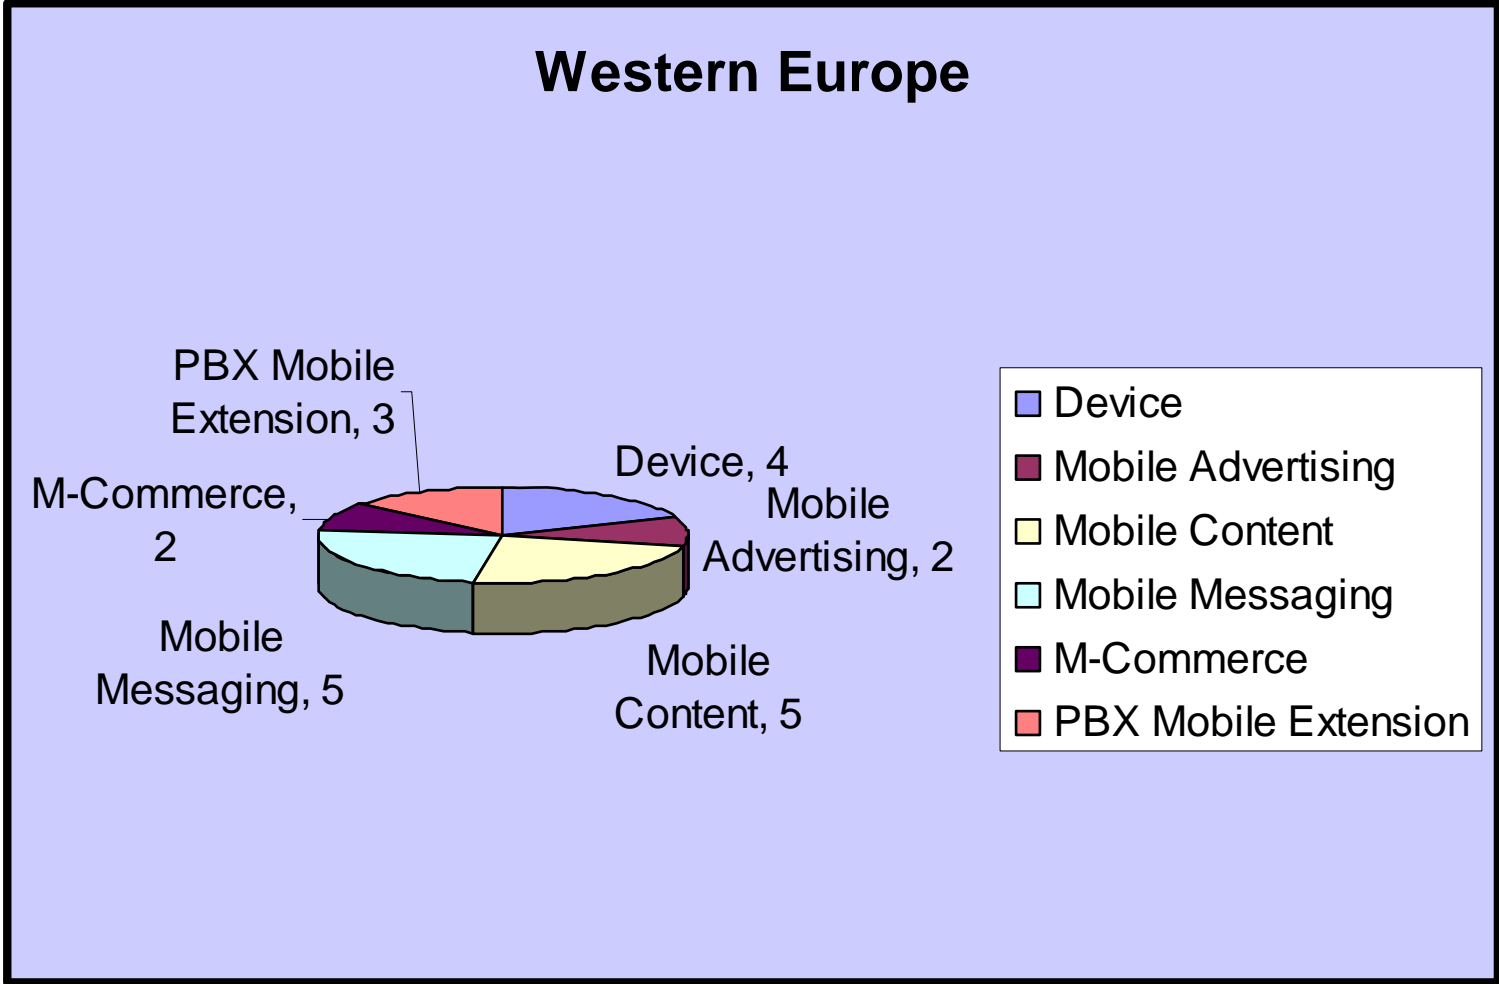 Western Europe
PBX Mobile
Extension, 3
Device, 4
M-Commerce,
2
Mobile
Advertising, 2
Mobile
Messaging, 5
Mobile
Content, 5
Device
Mobile Advertising
Mobile Content
Mobile Messaging
M-Commerce
PBX Mobile Extension